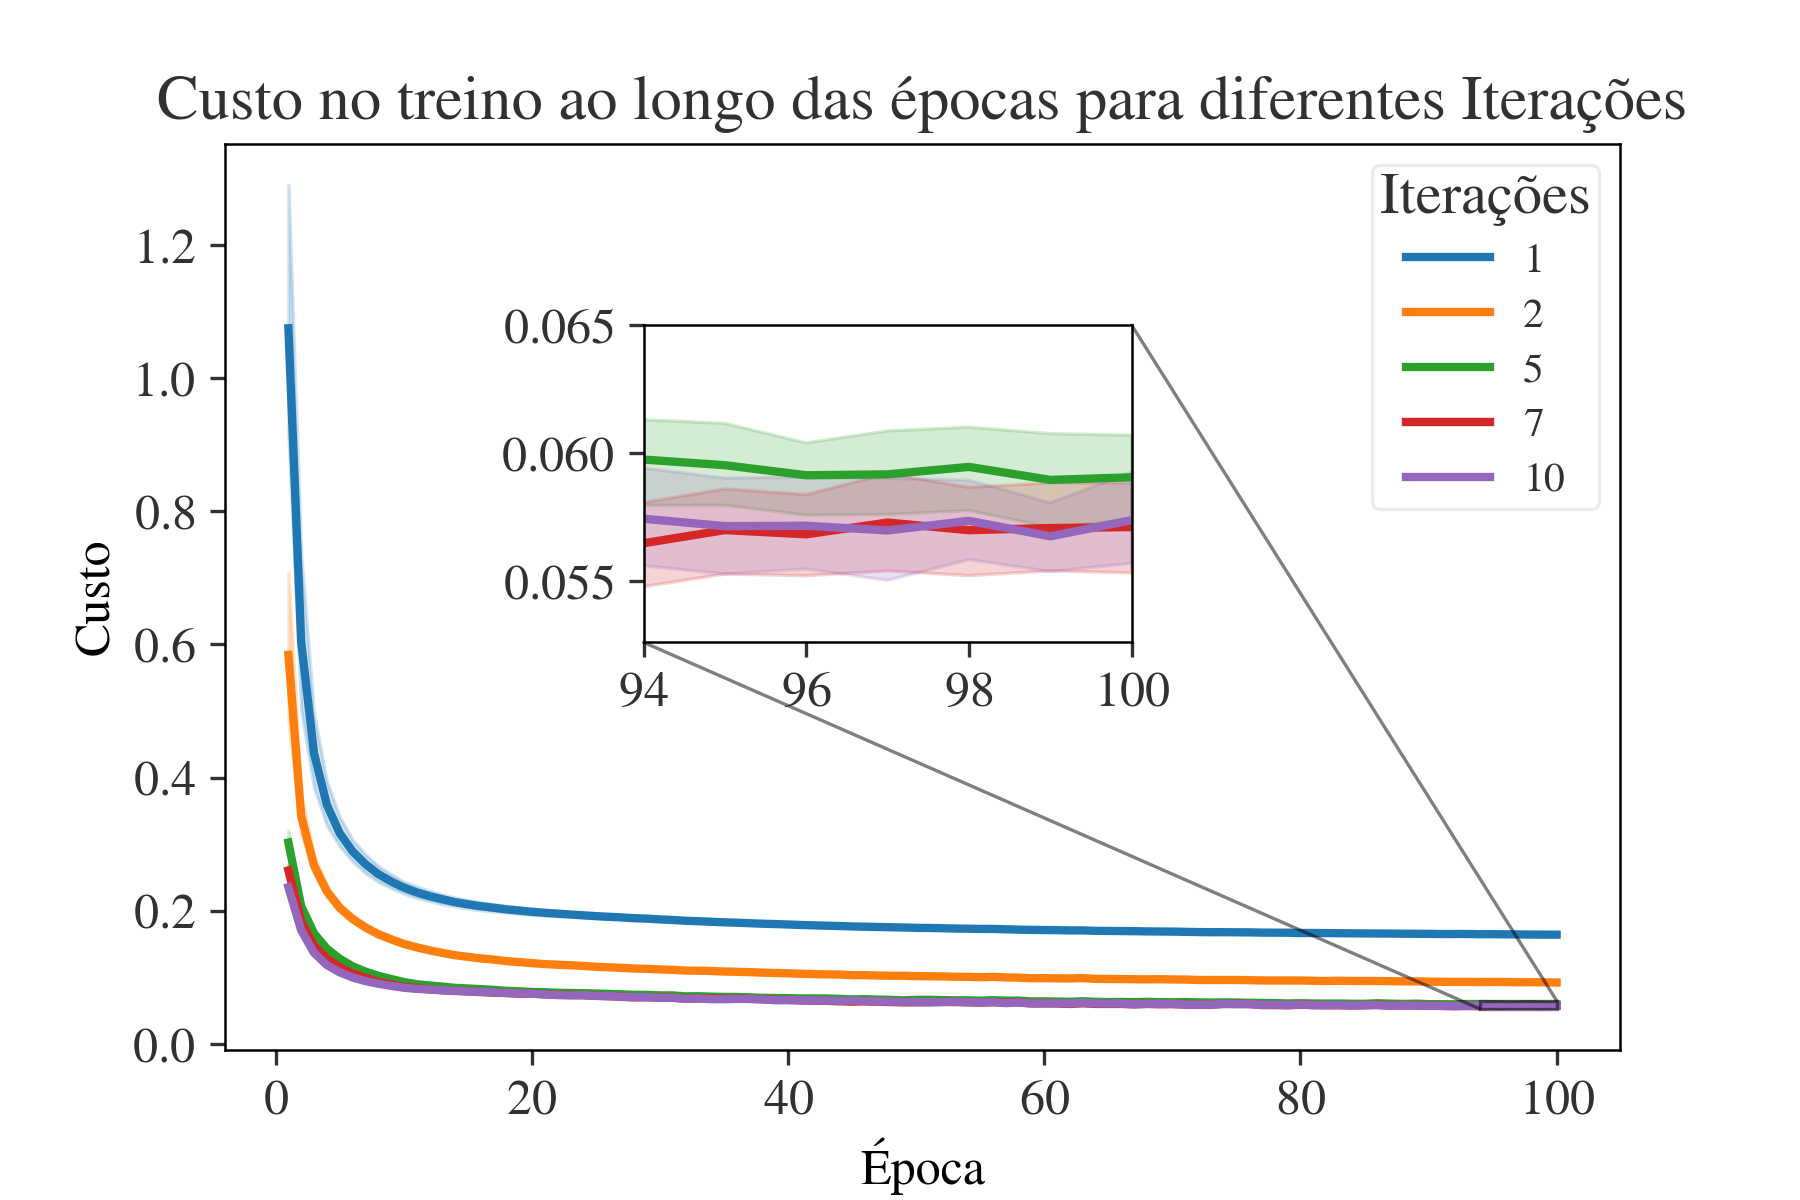 Custo no treino ao longo das épocas para diferentes Iterações
Iterações
1
2
5
7
10
1.2
1.0
0.8
0.6
0.4
0.2
0.0
Custo
0.065
0.060
0.055
94 96 98 100
0 20 40 60 80 100
Época